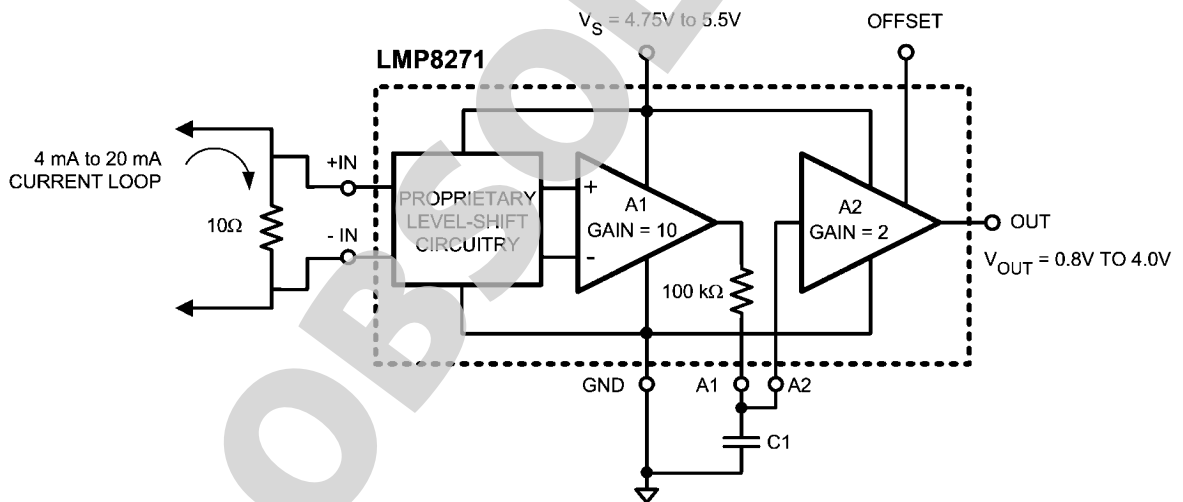 V_S = 4.75V to 5.5V
OFFSET
LMP8271
4 mA to 20 mA
CURRENT LOOP
+IN
10Ω
- IN
PROPRIETARY
LEVEL-SHIFT
CIRCUITRY
+
-
A1
GAIN = 10
A2
GAIN = 2
OUT
V_OUT = 0.8V TO 4.0V
100 kΩ
GND
A1
A2
C1
OBSOLE